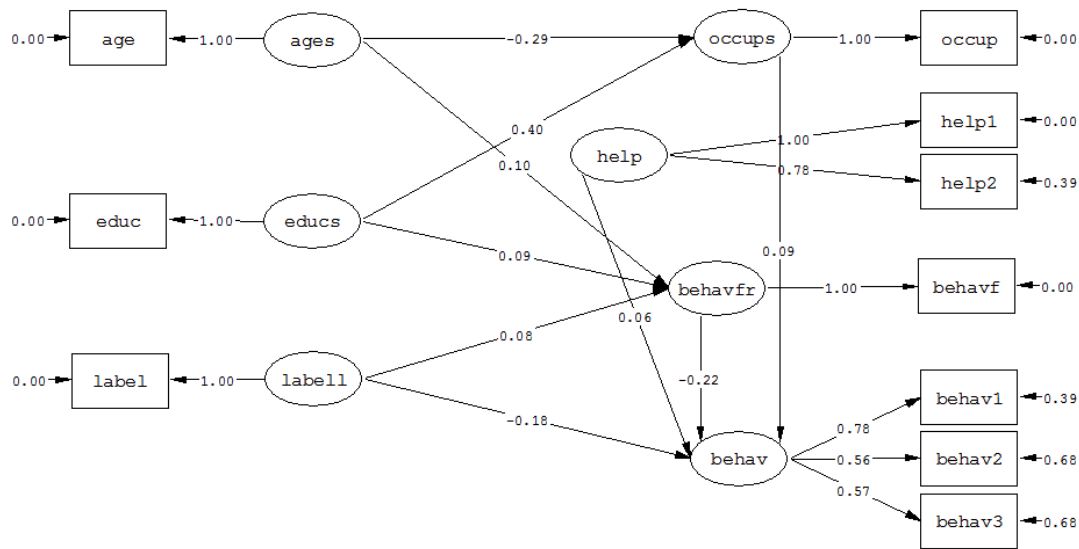 0.00 age 1.00 ages -0.29 occups 1.00 occup 0.00
0.40
help1 0.00
1.00
help
0.10 0.78
help2 0.39
0.00 educ 1.00 educs
0.09 0.09
behavfr 1.00 behavf 0.00
0.06
0.08
0.00 label 1.00 labell -0.22
behav1 0.39
-0.18
0.78
behav 0.56 behav2 0.68
0.57
behav3 0.68